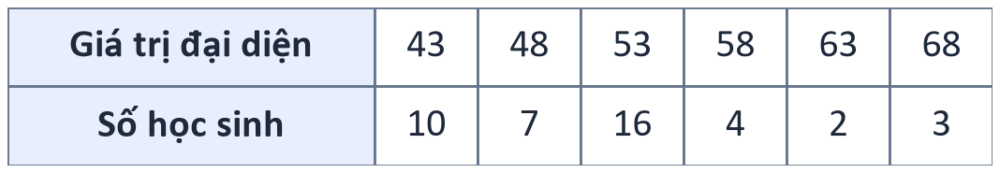 Giá trị đại diện 43 48 53 58 63 68
Số học sinh 10 7 16 4 2 3